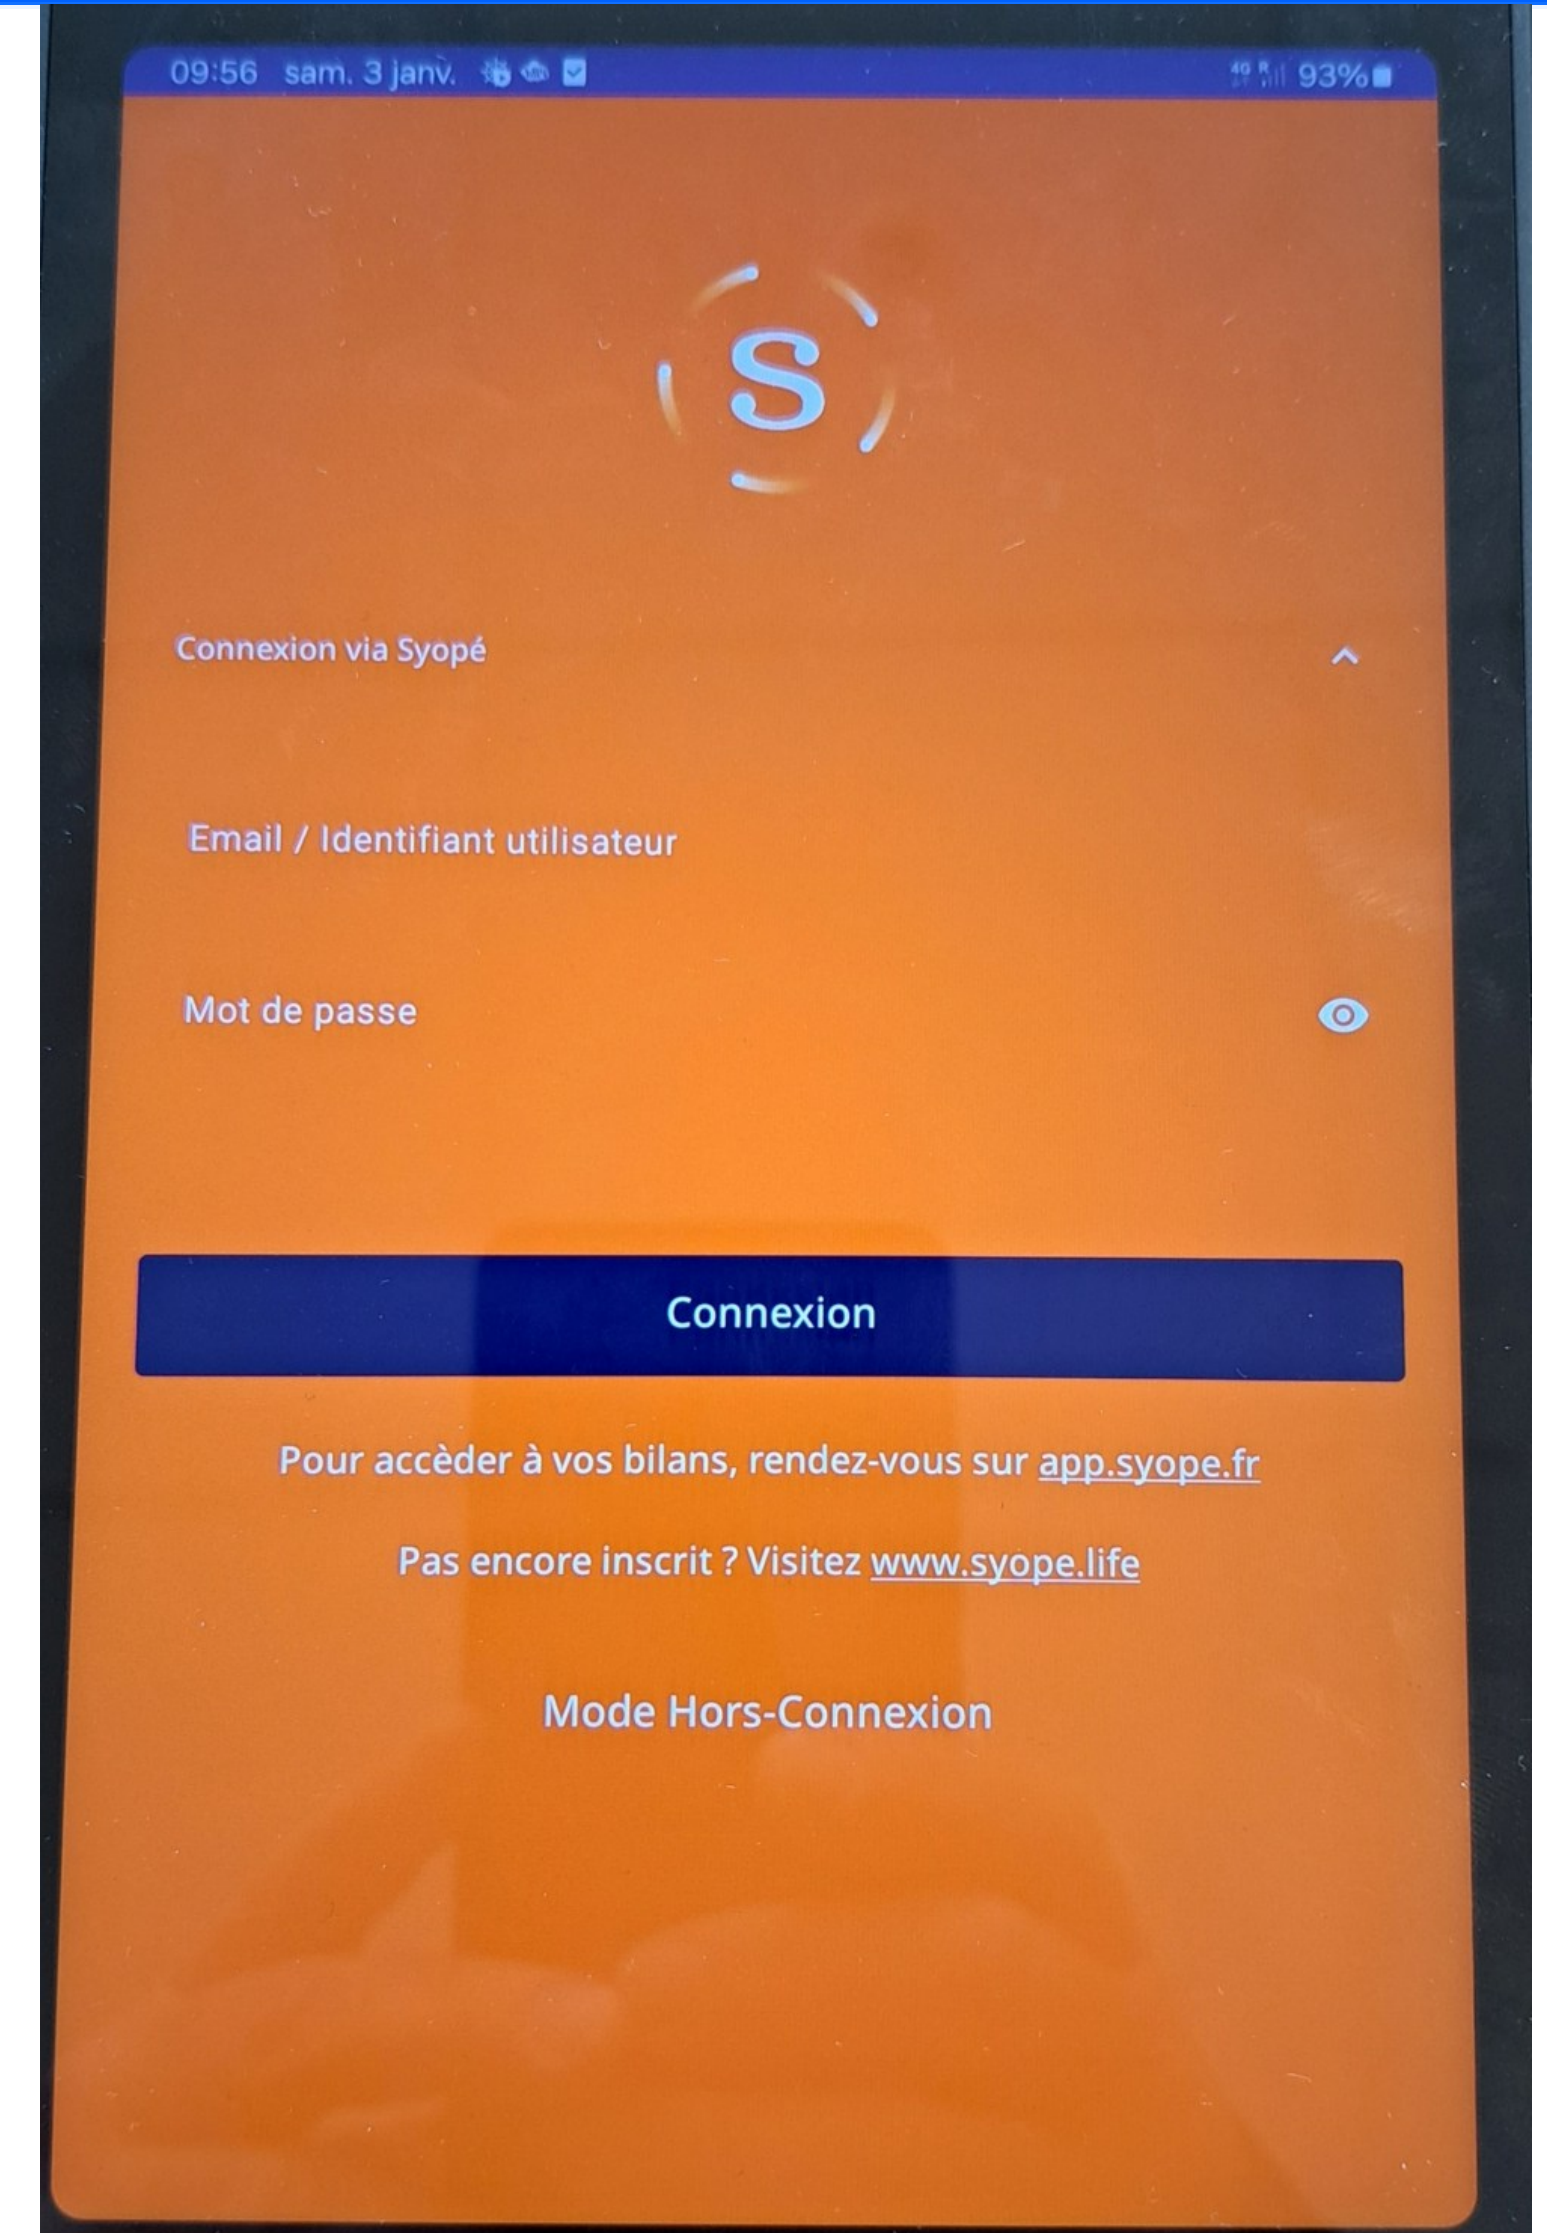 09:56 sam. 3 janv.
4G R 93%
S
Connexion via Syopé
Email / Identifiant utilisateur
Mot de passe
Connexion
Pour accèder à vos bilans, rendez-vous sur app.syope.fr
Pas encore inscrit ? Visitez www.syope.life
Mode Hors-Connexion